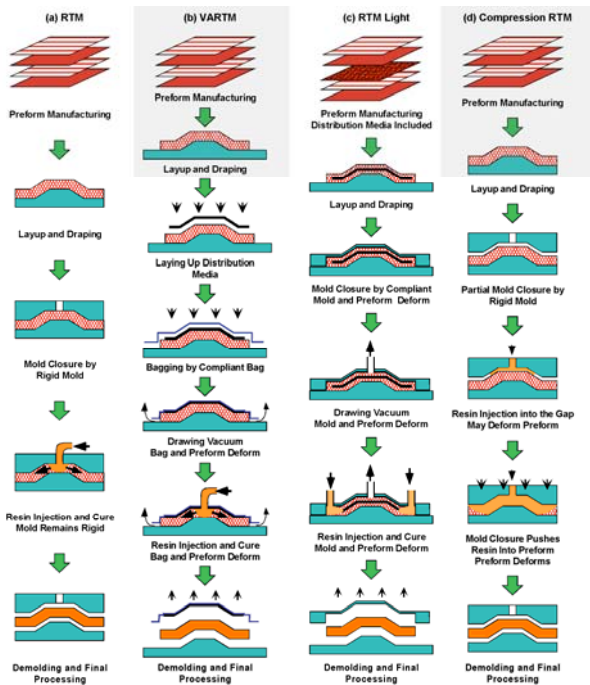 (a) RTM
Preform Manufacturing
Layup and Draping
Mold Closure by
Rigid Mold
Resin Injection and Cure
Mold Remains Rigid
Demolding and Final
Processing
(b) VARTM
Preform Manufacturing
Layup and Draping
Laying Up Distribution
Media
Bagging by Compliant Bag
Drawing Vacuum
Bag and Preform Deform
Resin Injection and Cure
Bag and Preform Deform
Demolding and Final
Processing
(c) RTM Light
Preform Manufacturing
Distribution Media Included
Layup and Draping
Mold Closure by Compliant
Mold and Preform Deform
Drawing Vacuum
Mold and Preform Deform
Resin Injection and Cure
Mold and Preform Deform
Demolding and Final
Processing
(d) Compression RTM
Preform Manufacturing
Layup and Draping
Partial Mold Closure by
Rigid Mold
Resin Injection into the Gap
May Deform Preform
Mold Closure Pushes
Resin Into Preform
Preform Deforms
Demolding and Final
Processing